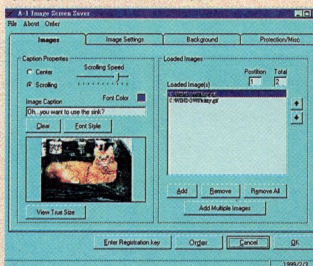 A-1 Image Screen Saver
File About Order
Images Image Settings Background Protection/Misc
Caption Properties
Center
Scrolling
Scrolling Speed
Font Color
Image Caption
Oh...you want to use the sink?
Clear Font Style
View True Size
Loaded Images
Position Total
1 2
Loaded Image(s)
Add Remove Remove All
Add Multiple Images
Enter Registration key Order Cancel OK